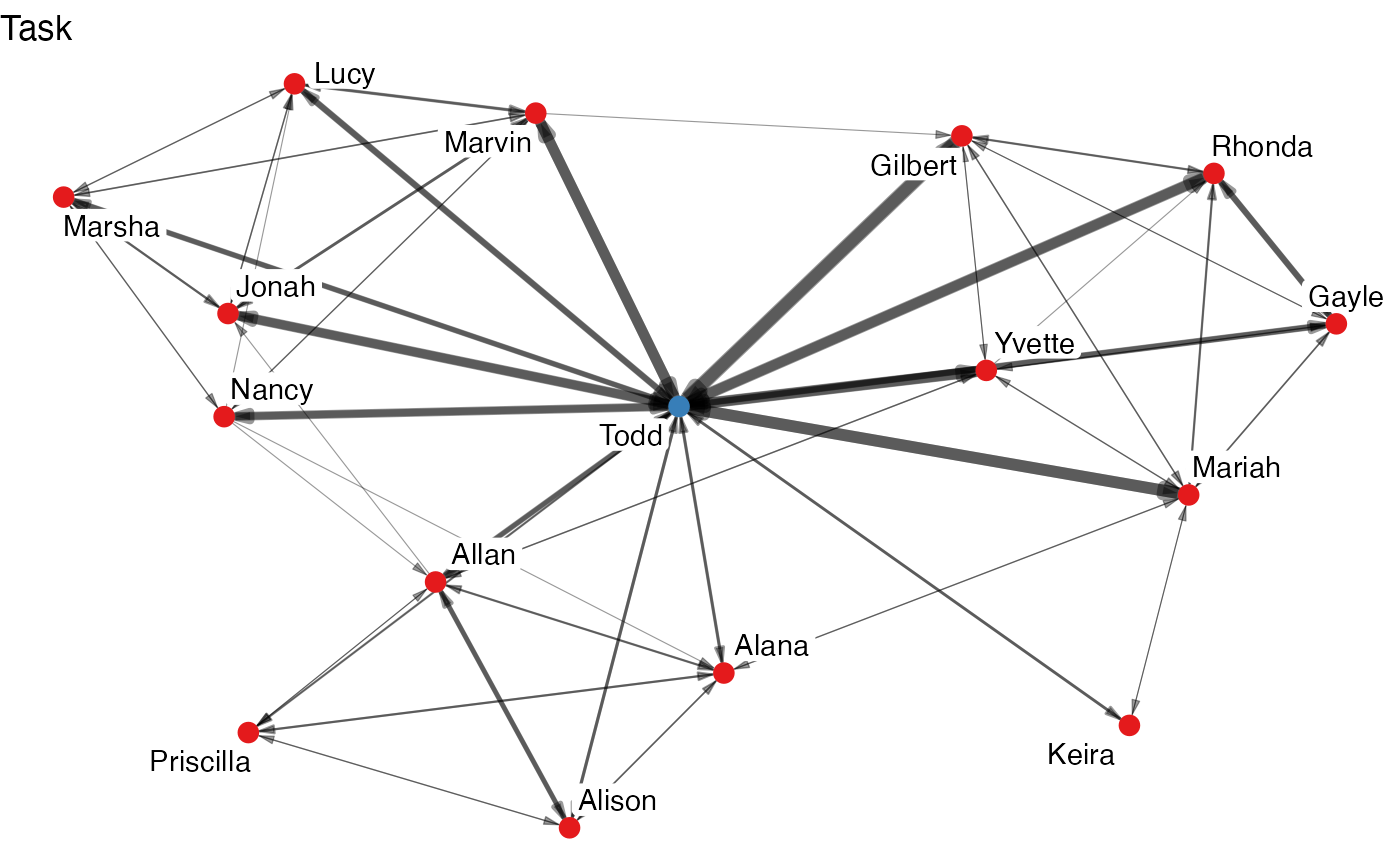 Task
Lucy
Marvin
Gilbert
Rhonda
Marsha
Jonah
Gayle
Yvette
Nancy
Todd
Mariah
Allan
Alana
Priscilla
Keira
Alison